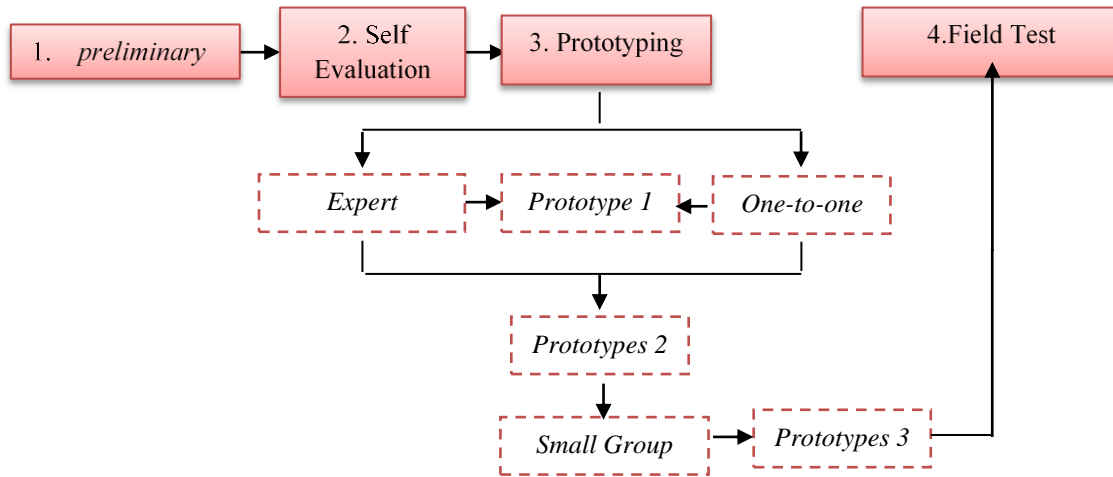 1. preliminary
2. Self
Evaluation
3. Prototyping
4.Field Test
Expert
Prototype 1
One-to-one
Prototypes 2
Small Group
Prototypes 3